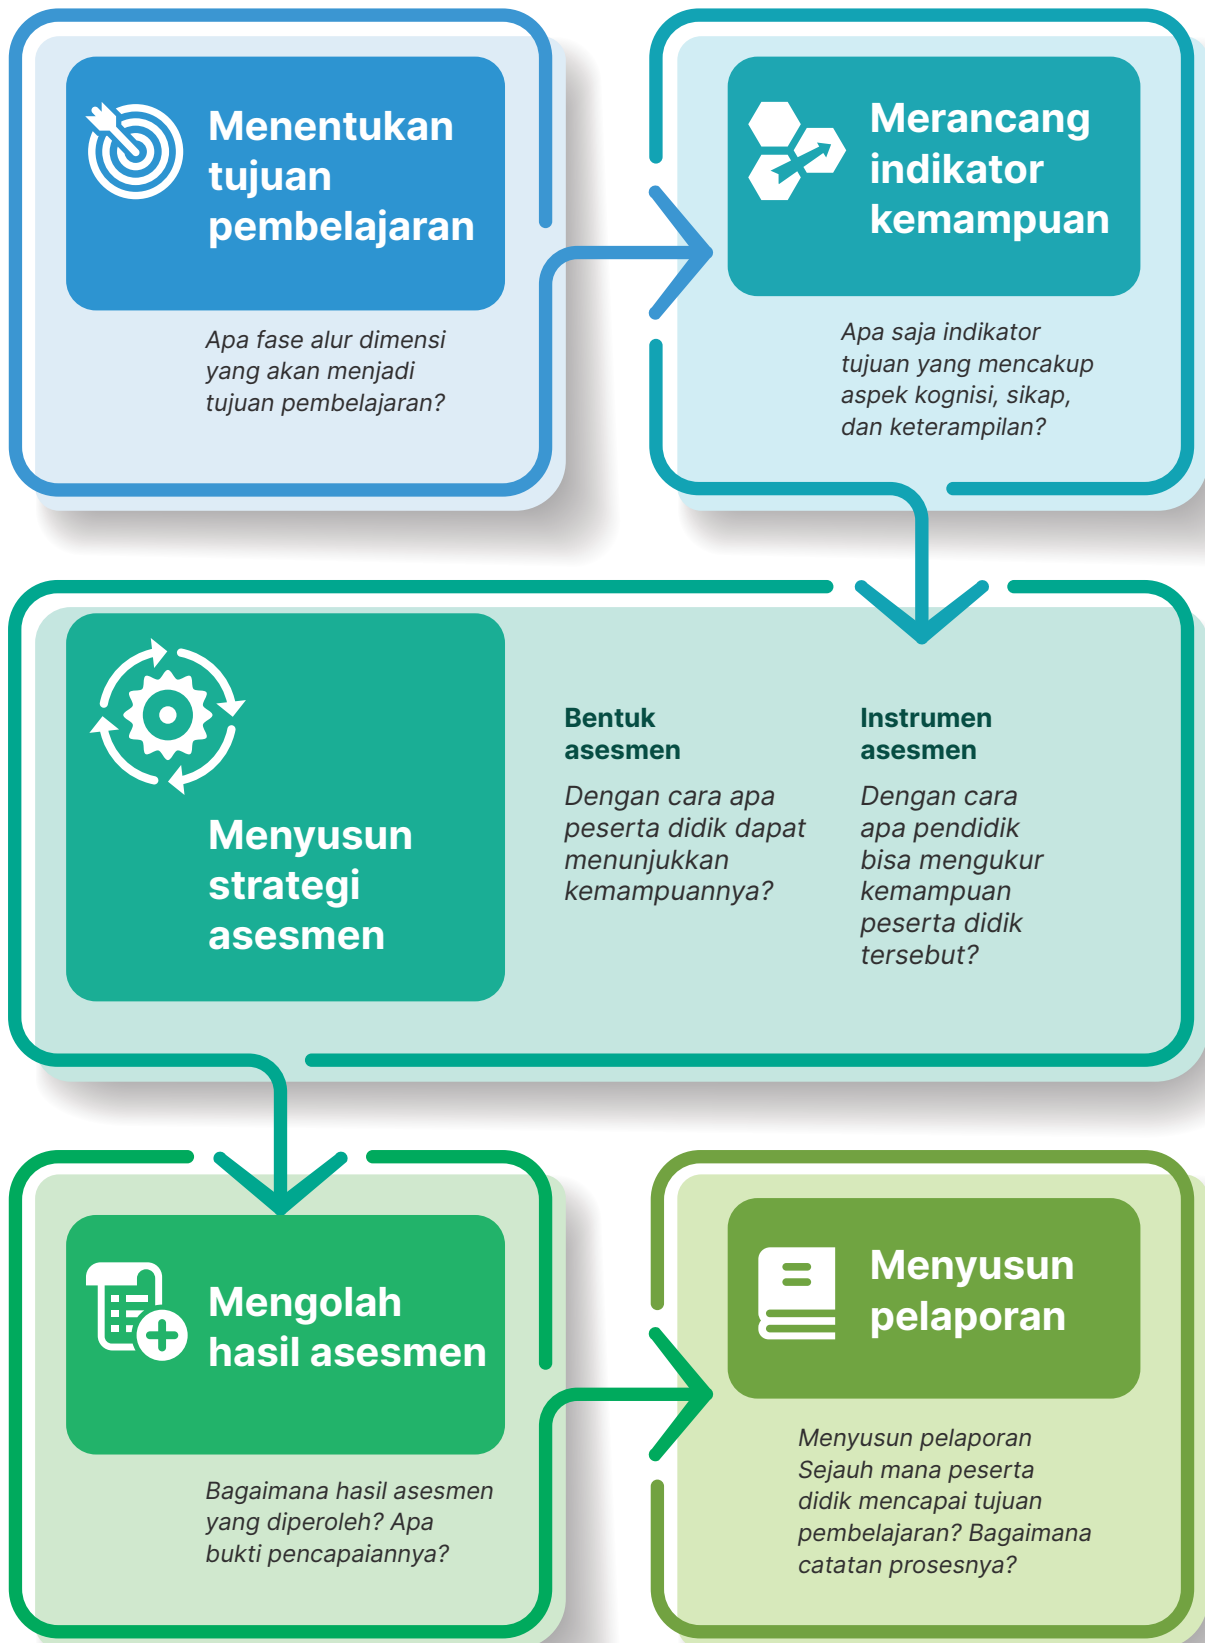 Menentukan
tujuan
pembelajaran
Apa fase alur dimensi
yang akan menjadi
tujuan pembelajaran?
Merancang
indikator
kemampuan
Apa saja indikator
tujuan yang mencakup
aspek kognisi, sikap,
dan keterampilan?
Menyusun
strategi
asesmen
Bentuk
asesmen
Dengan cara apa
peserta didik dapat
menunjukkan
kemampuannya?
Instrumen
asesmen
Dengan cara
apa pendidik
bisa mengukur
kemampuan
peserta didik
tersebut?
Mengolah
hasil asesmen
Bagaimana hasil asesmen
yang diperoleh? Apa
bukti pencapaiannya?
Menyusun
pelaporan
Menyusun pelaporan
Sejauh mana peserta
didik mencapai tujuan
pembelajaran? Bagaimana
catatan prosesnya?